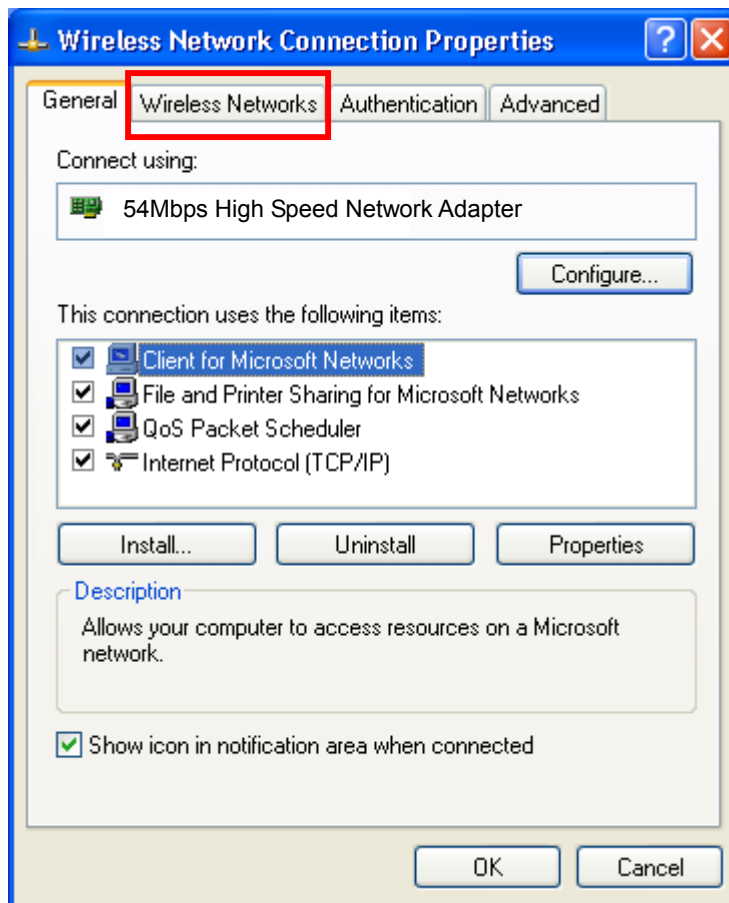 Wireless Network Connection Properties
General Wireless Networks Authentication Advanced
Connect using:
54Mbps High Speed Network Adapter
Configure...
This connection uses the following items:
Client for Microsoft Networks
File and Printer Sharing for Microsoft Networks
QoS Packet Scheduler
Internet Protocol (TCP/IP)
Install... Uninstall Properties
Description
Allows your computer to access resources on a Microsoft
network.
Show icon in notification area when connected
OK Cancel